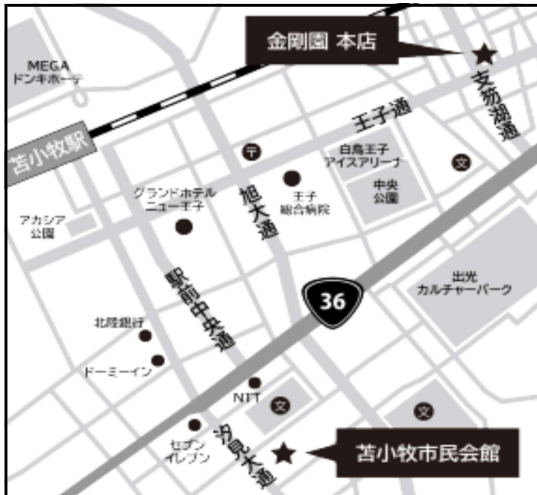 金剛園 本店
MEGA
ドンキホーテ
支笏湖通
王子通
苫小牧駅
〒
白鳥王子
アイスアリーナ
文
グランドホテル
ニュー王子
旭大通
王子
総合病院
中央
公園
アカシア
公園
駅前中央通
36
出光
カルチャーパーク
北陸銀行
ドーミーイン
NTT
文
文
セブン
イレブン
汐見大通
苫小牧市民会館